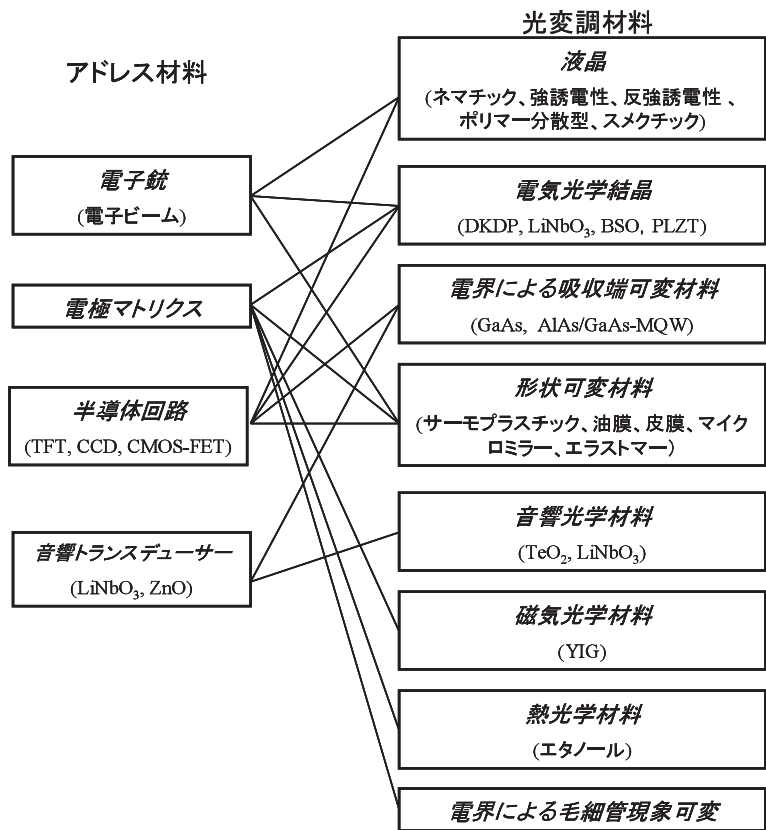 アドレス材料
電子銃
(電子ビーム)
電極マトリクス
半導体回路
(TFT, CCD, CMOS-FET)
音響トランスデューサー
(LiNbO₃, ZnO)
光変調材料
液晶
(ネマチック、強誘電性、反強誘電性、
ポリマー分散型、スメクチック)
電気光学結晶
(DKDP, LiNbO₃, BSO, PLZT)
電界による吸収端可変材料
(GaAs, AlAs/GaAs-MQW)
形状可変材料
(サーモプラスチック、油膜、皮膜、マイク
ロミラー、エラストマー)
音響光学材料
(TeO₂, LiNbO₃)
磁気光学材料
(YIG)
熱光学材料
(エタノール)
電界による毛細管現象可変